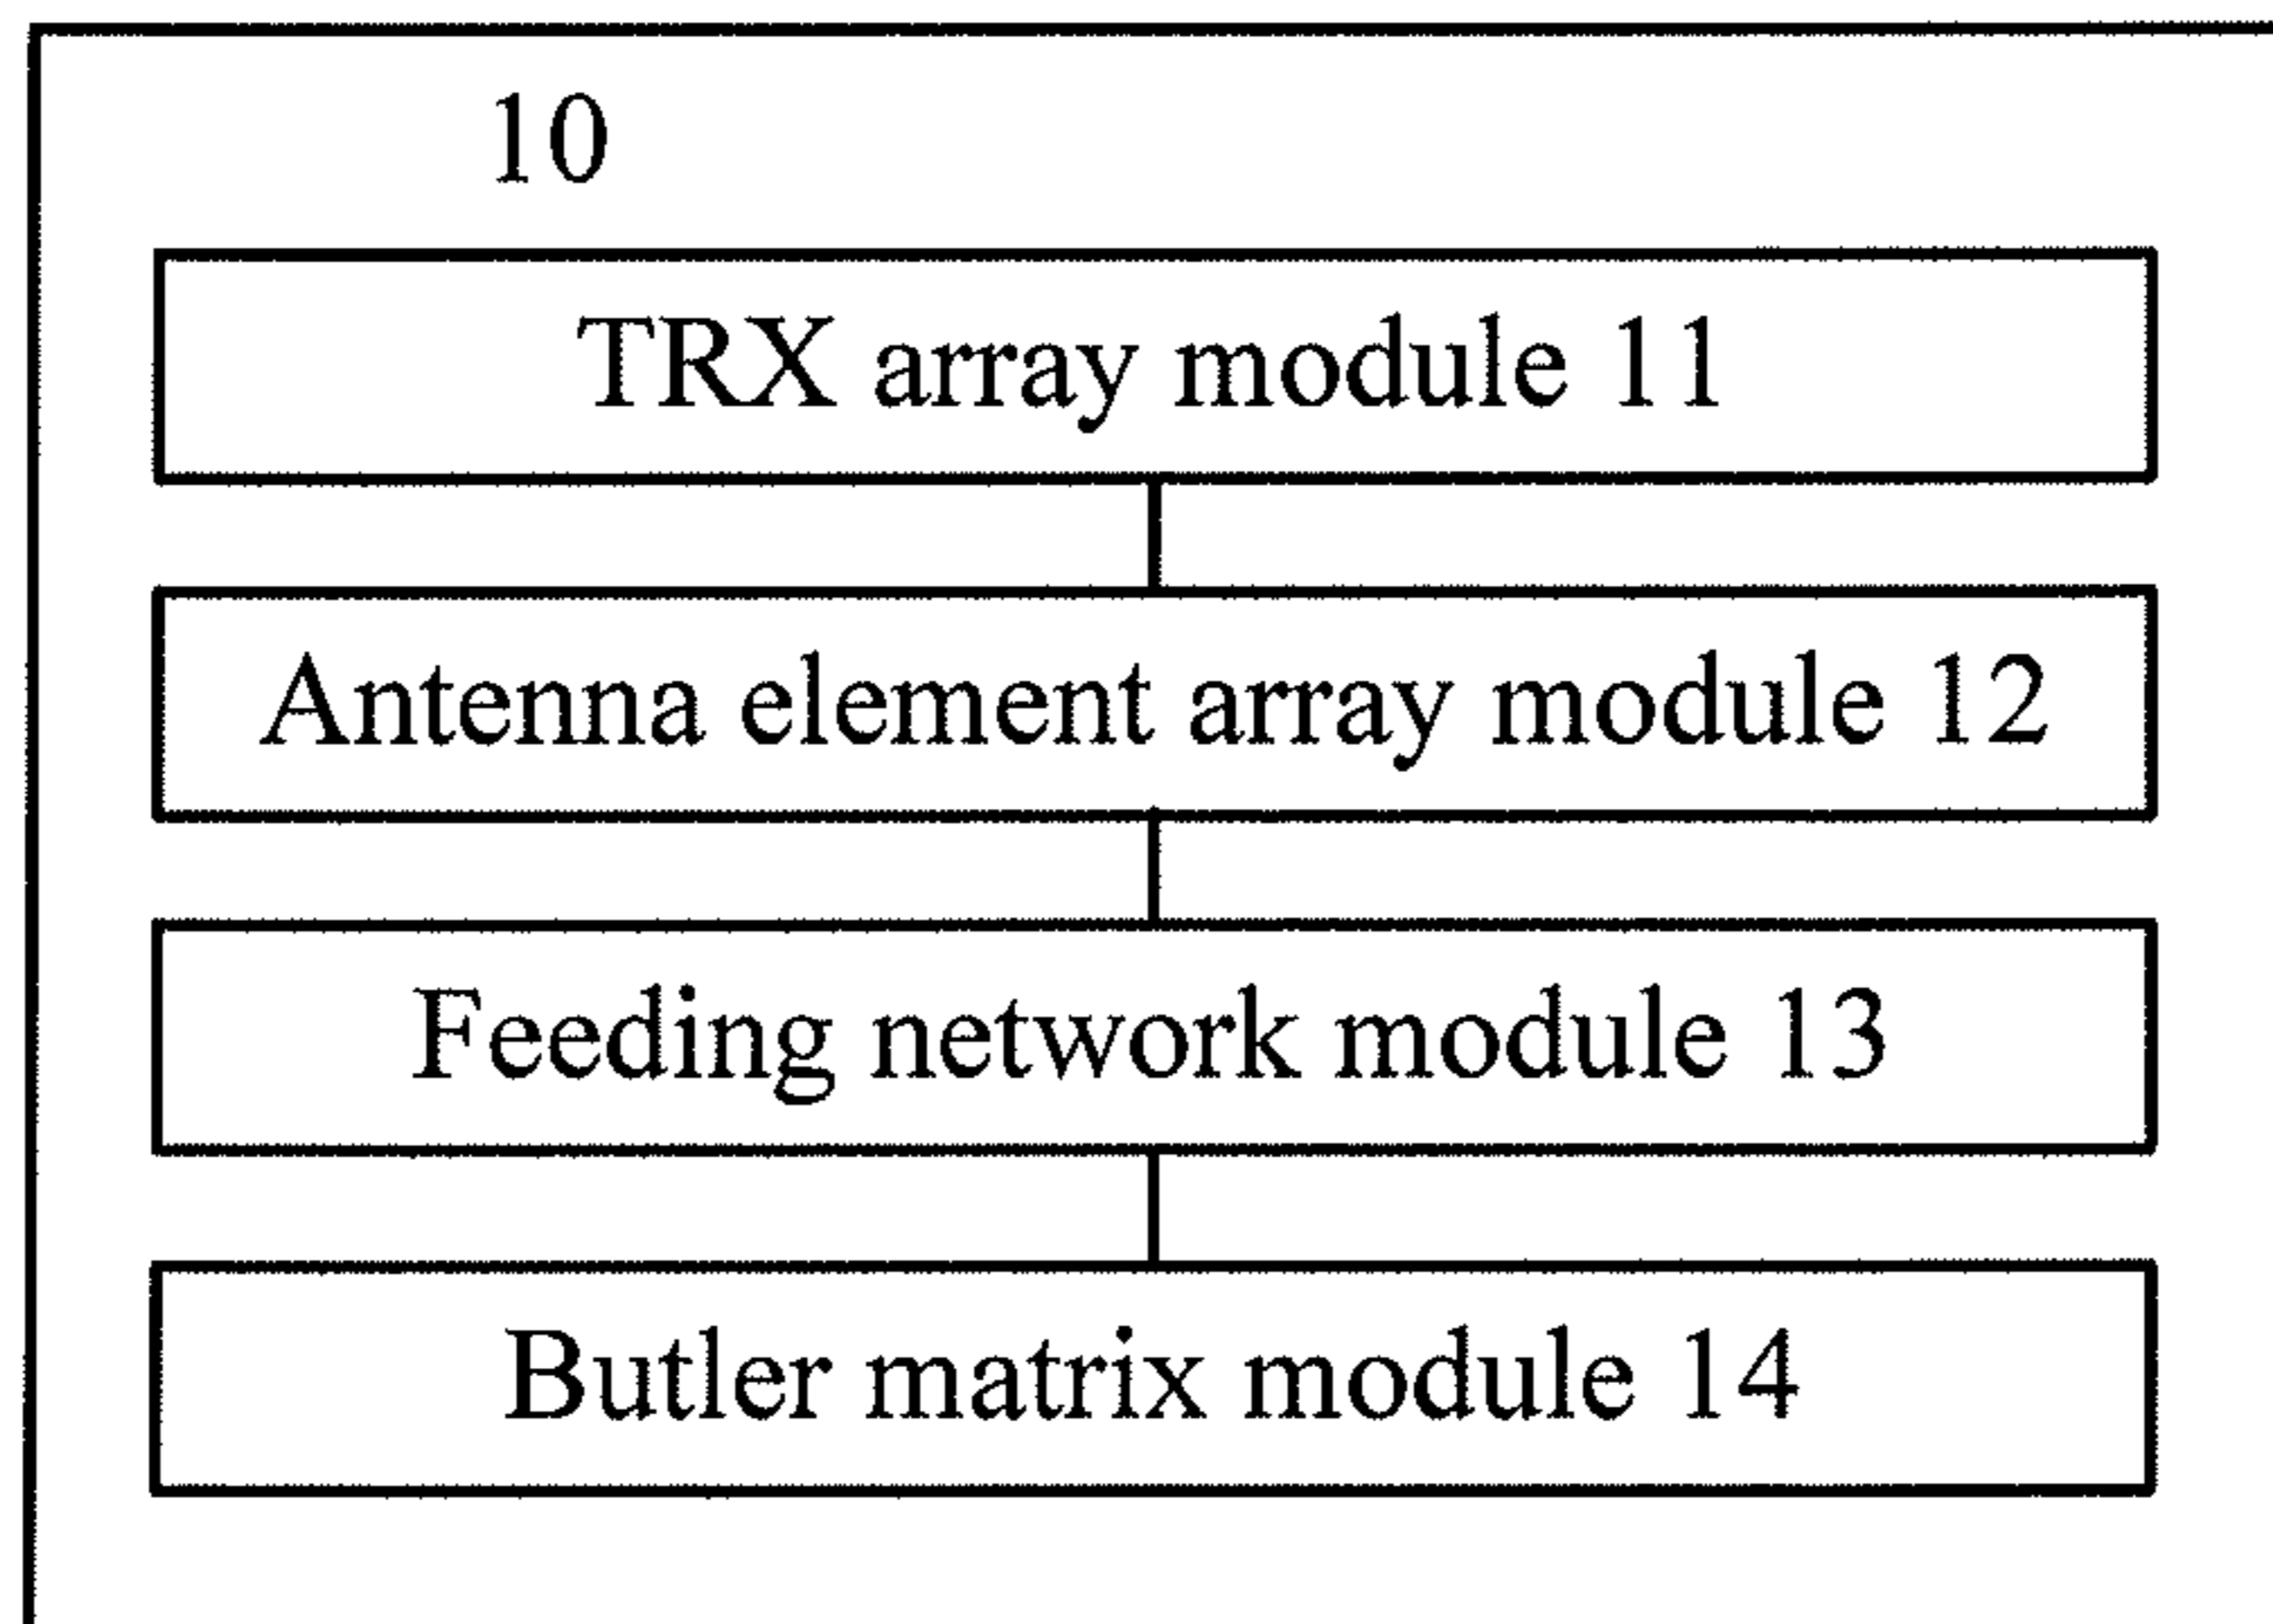 10
TRX array module 11
Antenna element array module 12
Feeding network module 13
Butler matrix module 14